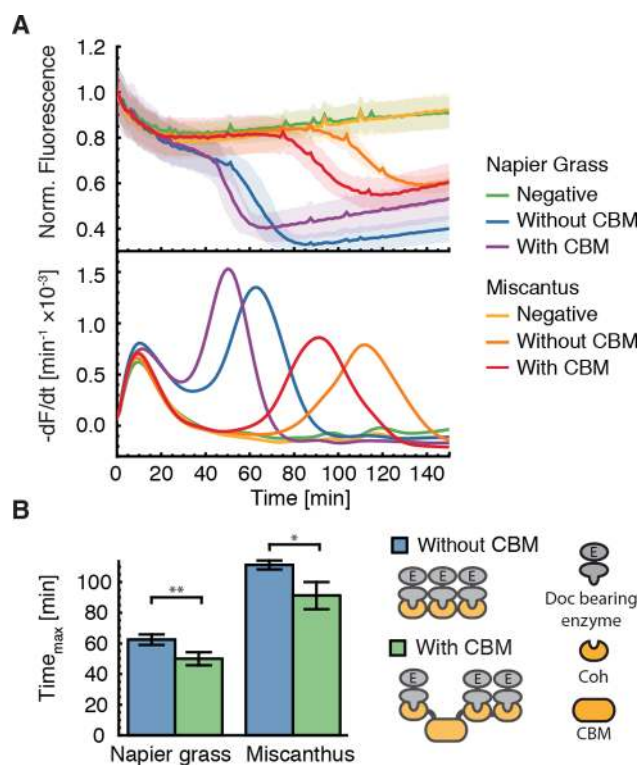 A
Norm. Fluorescence
1.2
1.0
0.8
0.6
0.4
-dF/dt [min⁻¹ ×10⁻³]
1.5
1.0
0.5
0.0
0 20 40 60 80 100 120 140
Time [min]
Napier Grass
Negative
Without CBM
With CBM
Miscantus
Negative
Without CBM
With CBM
B
Time_max [min]
100
80
60
40
20
0
**
*
Napier grass Miscanthus
Without CBM
E E E
With CBM
E E E
E
Doc bearing
enzyme
Coh
CBM